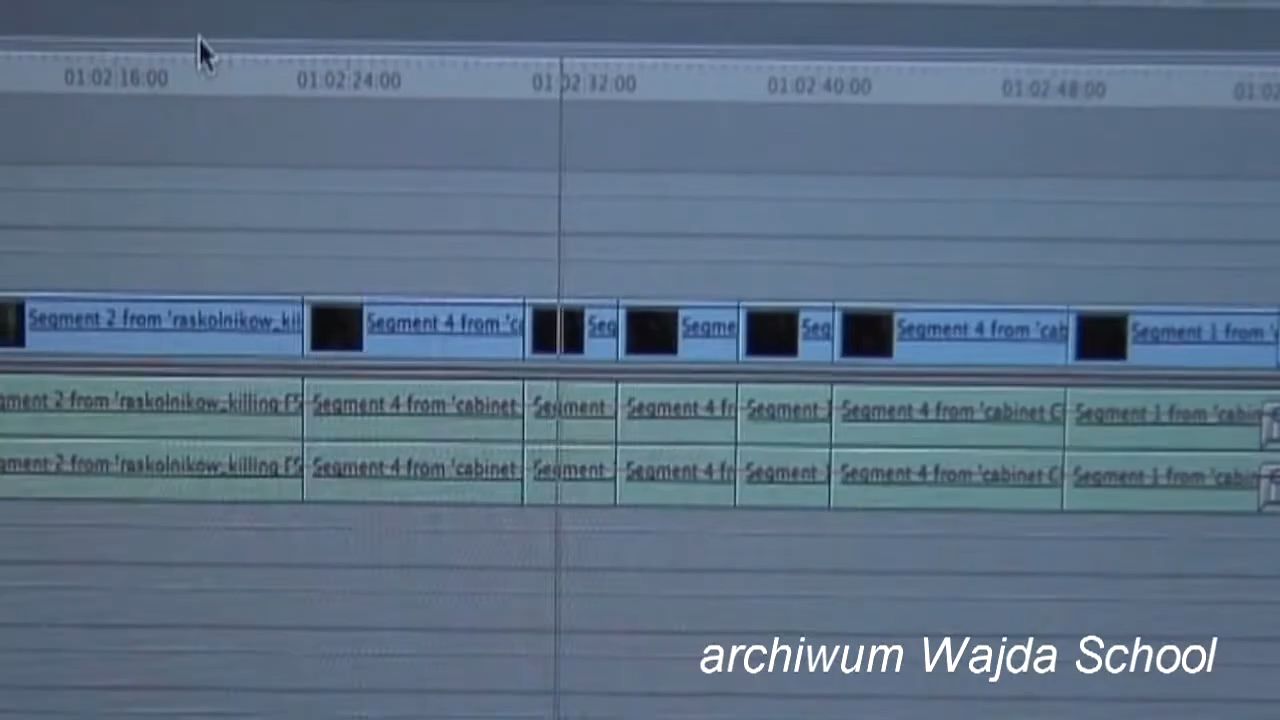 01:02:16:00 01:02:24:00 01:02:32:00 01:02:40:00 01:02:48:00 01:02
Segment 2 from 'raskolnikow_kil Segment 4 from 'c Seg Segme Seg Segment 4 from 'cab Segment 1 from '
gment 2 from 'raskolnikow_killing Segment 4 from 'cabinet Segment Segment 4 fr Segment Segment 4 from 'cabinet C Segment 1 from 'cabin
gment 2 from 'raskolnikow_killing Segment 4 from 'cabinet Segment Segment 4 fr Segment Segment 4 from 'cabinet C Segment 1 from 'cabin
archiwum Wajda School